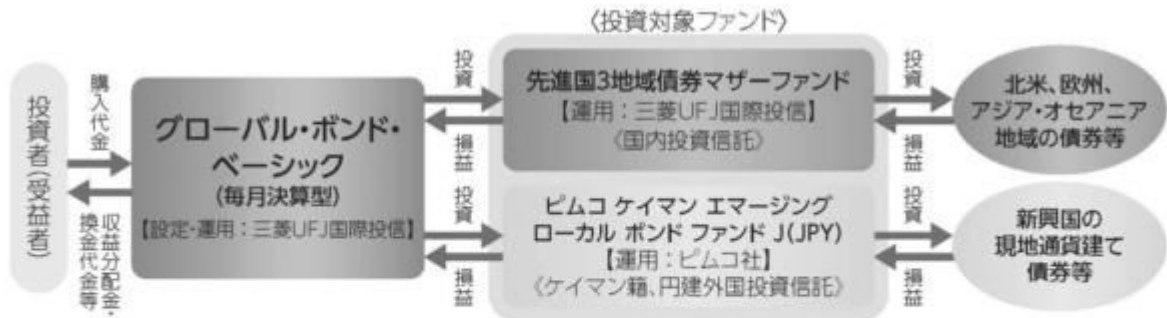 〈投資対象ファンド〉
投資者(受益者)
購入代金
収益分配金・
換金代金等
グローバル・ボンド・
ベーシック
(毎月決算型)
【設定・運用:三菱UFJ国際投信】
投資
損益
先進国3地域債券マザーファンド
【運用:三菱UFJ国際投信】
〈国内投資信託〉
投資
損益
北米、欧州、
アジア・オセアニア
地域の債券等
投資
損益
ピムコ ケイマン エマージング
ローカル ボンド ファンド J(JPY)
【運用:ピムコ社】
〈ケイマン籍、円建外国投資信託〉
投資
損益
新興国の
現地通貨建て
債券等